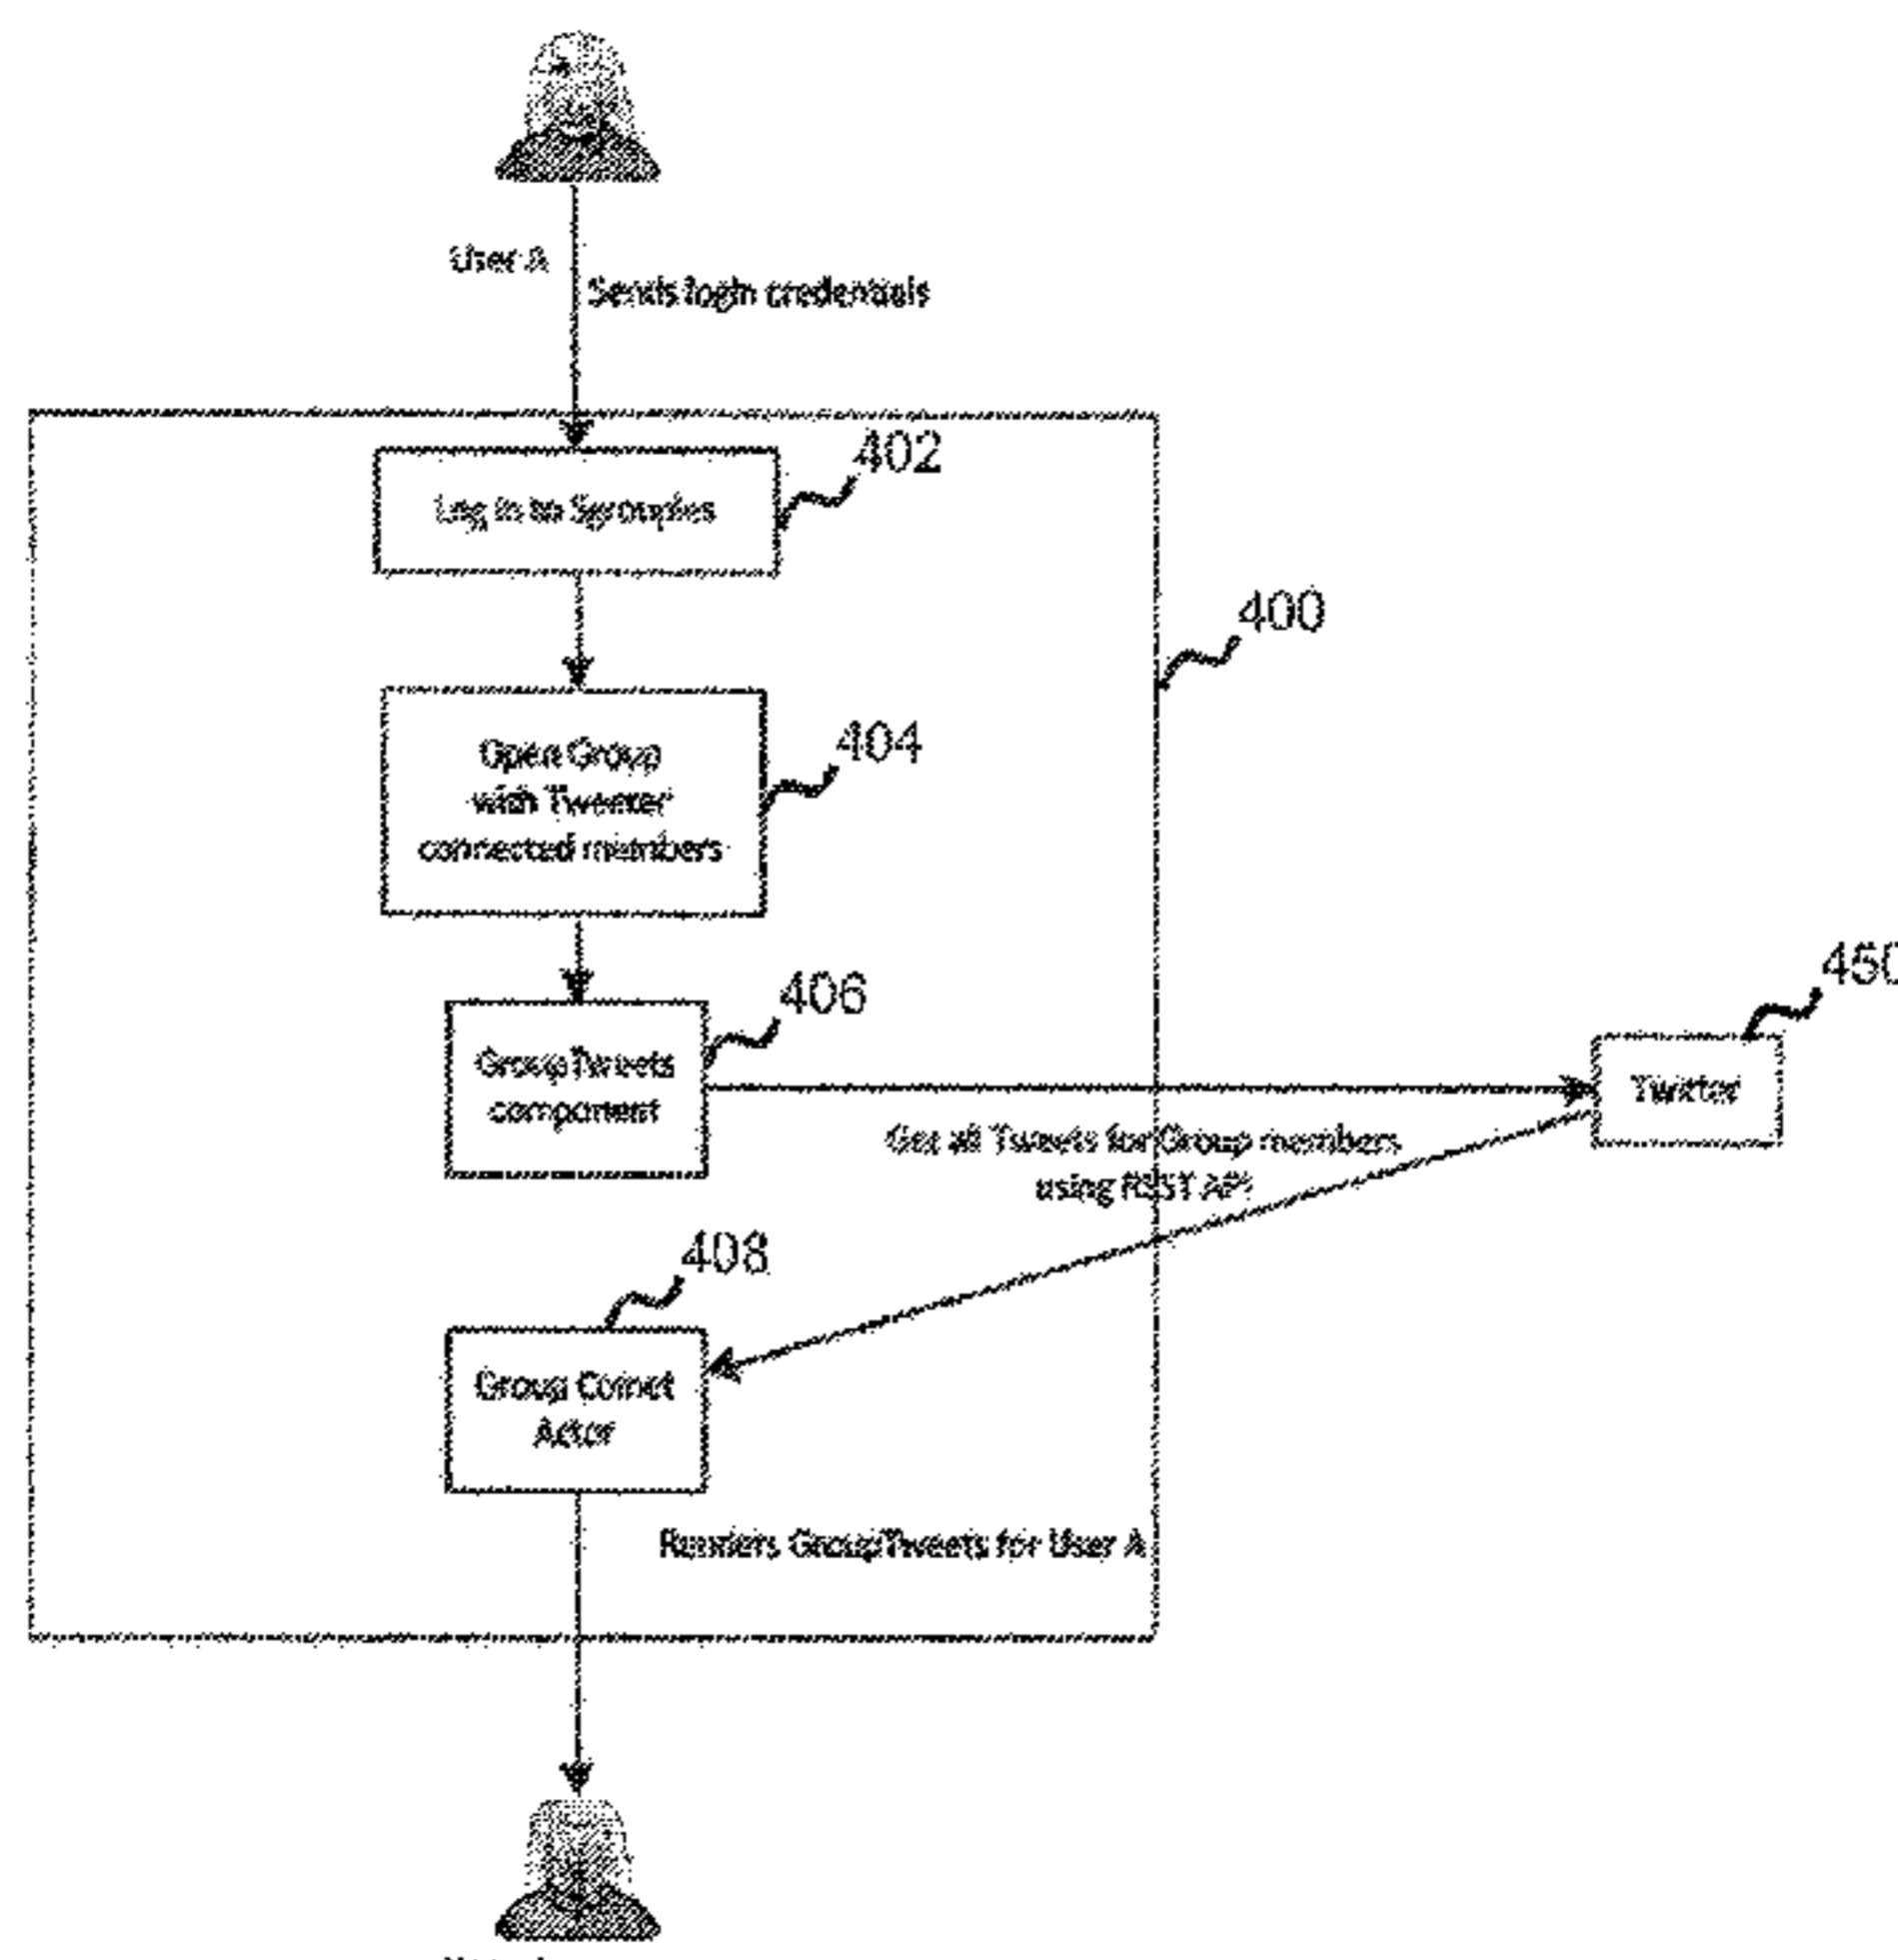 User A
Sends login credentials
402
Log in to Sgrouples
400
Open Group
with Tweeter
connected members
404
406
GroupTweets
component
450
Twitter
Get all Tweets for Group members
using REST API
408
Group Comet
Actor
Renders GroupTweets for User A